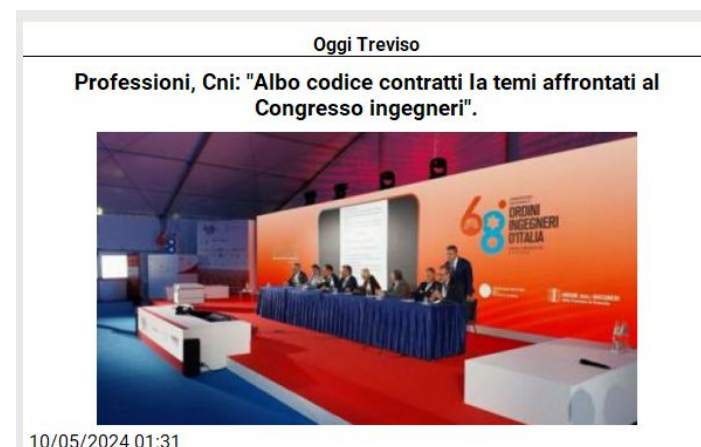 Oggi Treviso
Professioni, Cni: "Albo codice contratti Ia temi affrontati al
Congresso ingegneri".
68°
ORDINI
INGEGNERI
D'ITALIA
10/05/2024 01:31